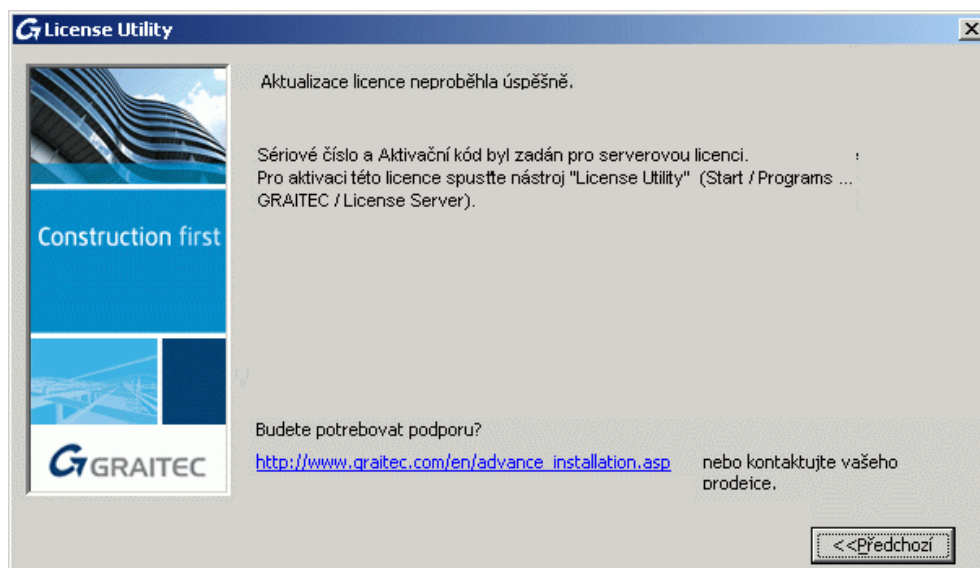 License Utility
Aktualizace licence neproběhla úspěšně.
Sériové číslo a Aktivační kód byl zadán pro serverovou licenci.
Pro aktivaci této licence spusťte nástroj "License Utility" (Start / Programs ...
GRAITEC / License Server).
Construction first
GRAITEC
Budete potrebovat podporu?
http://www.graitec.com/en/advance_installation.asp nebo kontaktujte vašeho
prodejce.
<<Předchozí